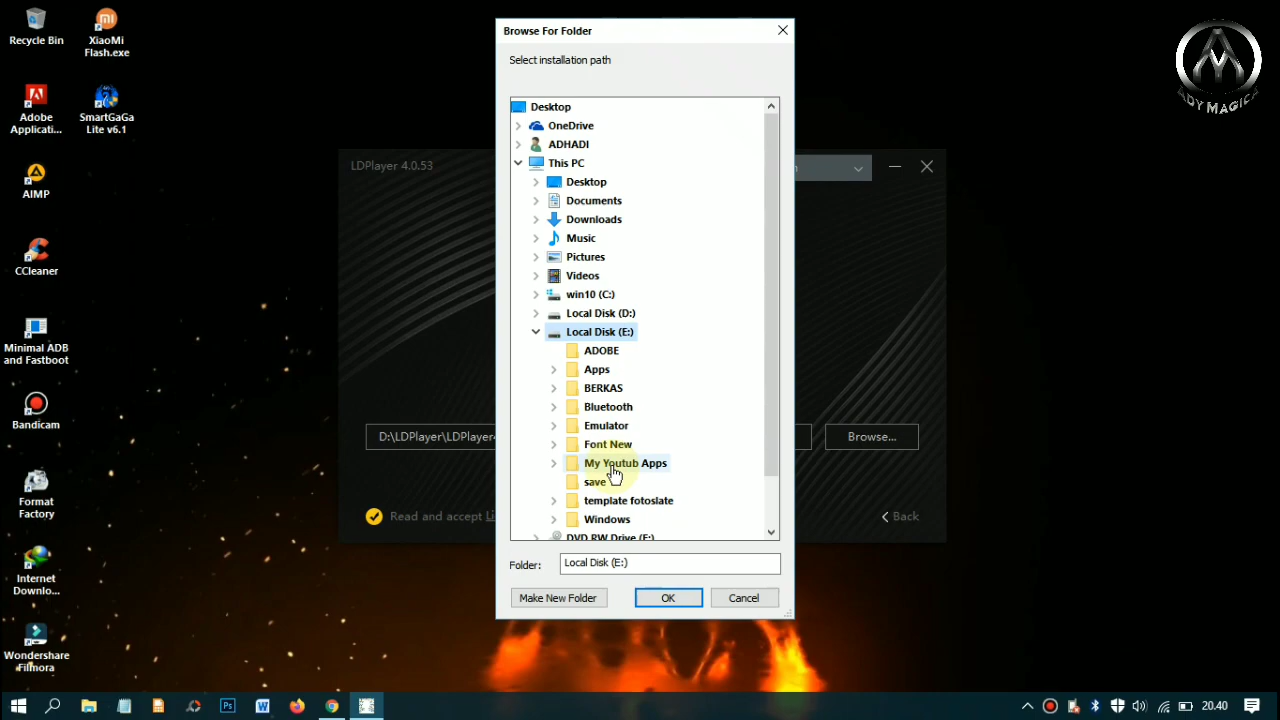 Recycle Bin
XiaoMi
Flash.exe
Adobe
Applicati...
SmartGaGa
Lite v6.1
AIMP
CCleaner
Minimal ADB
and Fastboot
Bandicam
Format
Factory
Internet
Downlo...
Wondershare
Filmora
LDPlayer 4.0.53
D:\LDPlayer\LDPlayer4
Browse...
Read and accept Li
Back
Browse For Folder
Select installation path
Desktop
OneDrive
ADHADI
This PC
Desktop
Documents
Downloads
Music
Pictures
Videos
win10 (C:)
Local Disk (D:)
Local Disk (E:)
ADOBE
Apps
BERKAS
Bluetooth
Emulator
Font New
My Youtub Apps
save
template fotoslate
Windows
DVD RW Drive (F:)
Folder:
Local Disk (E:)
Make New Folder
OK
Cancel
20.40